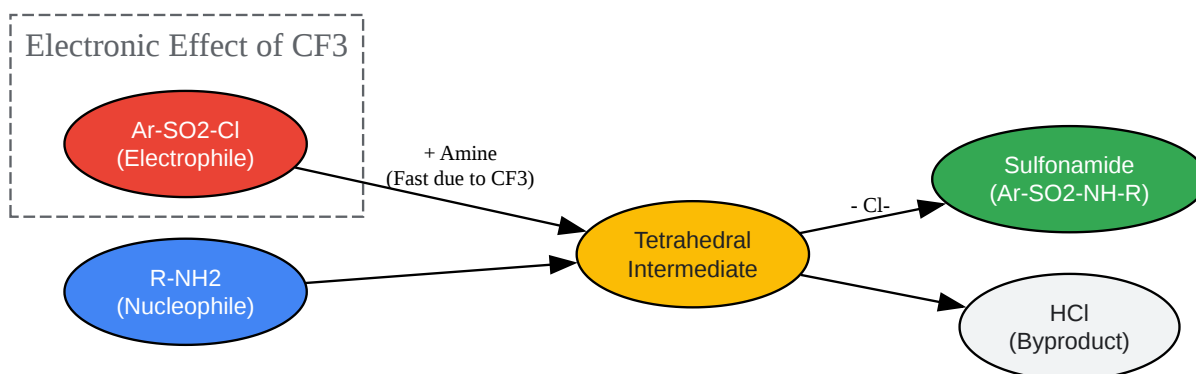 Electronic Effect of CF3
Ar-SO2-Cl
(Electrophile)
+ Amine
(Fast due to CF3)
R-NH2
(Nucleophile)
Tetrahedral
Intermediate
- Cl-
Sulfonamide
(Ar-SO2-NH-R)
HCl
(Byproduct)